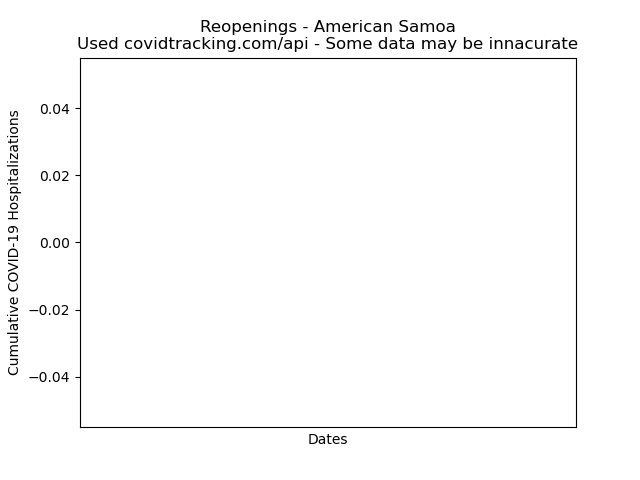 Reopenings - American Samoa
Used covidtracking.com/api - Some data may be innacurate
Cumulative COVID-19 Hospitalizations
0.04
0.02
0.00
−0.02
−0.04
Dates